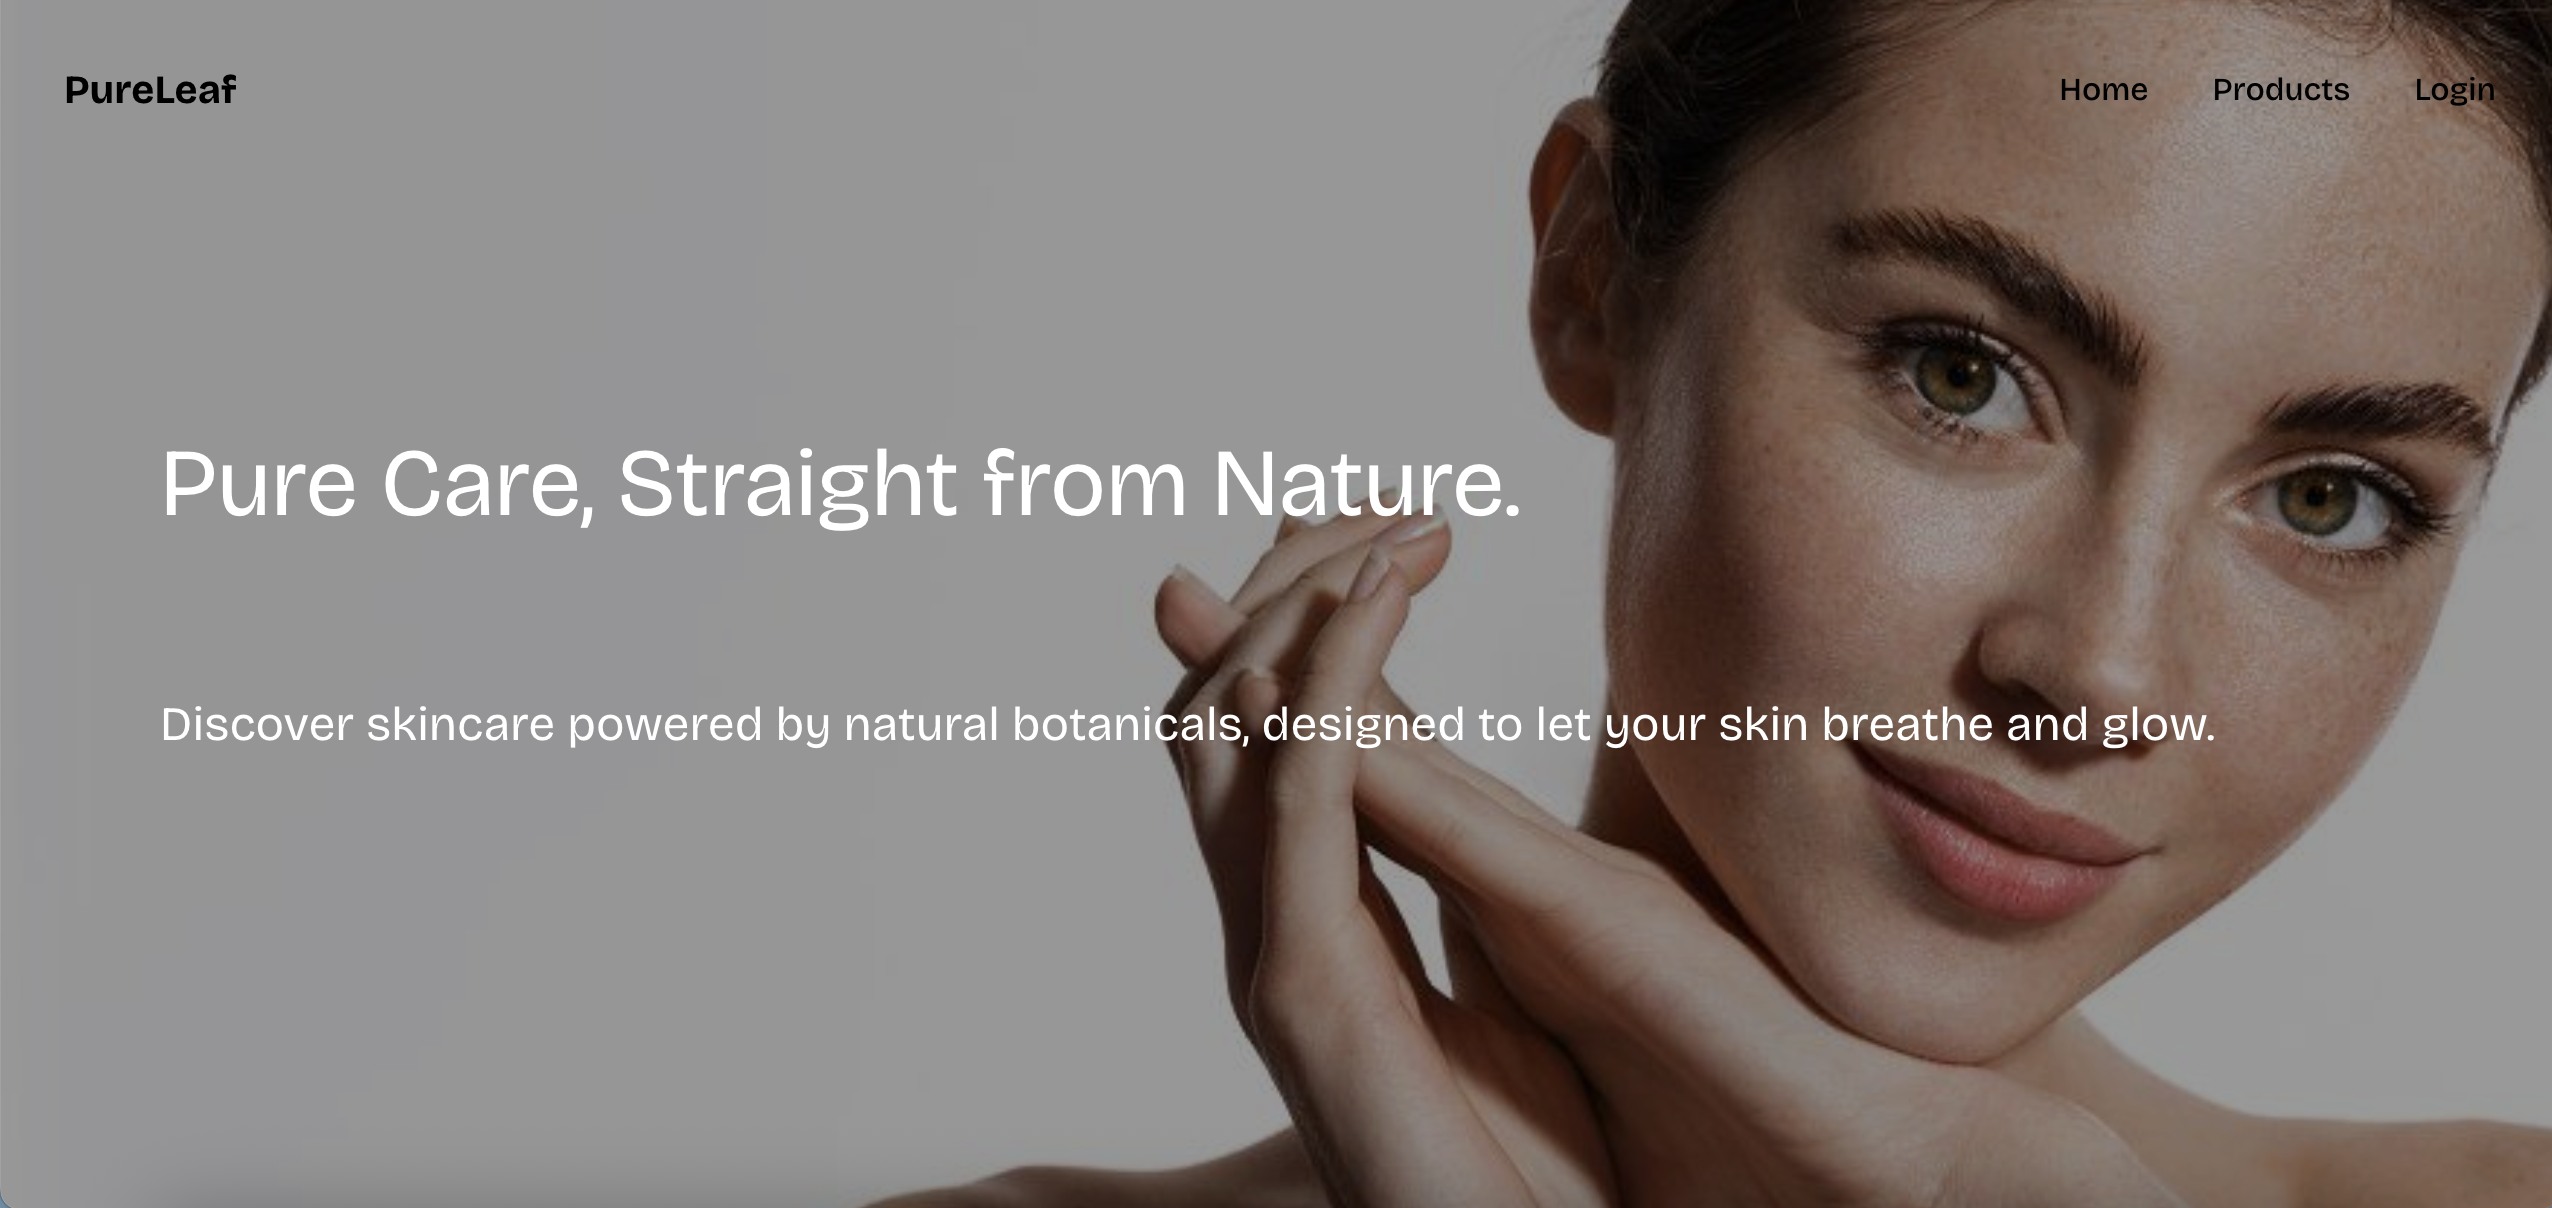 PureLeaf
Home Products Login
Pure Care, Straight from Nature.
Discover skincare powered by natural botanicals, designed to let your skin breathe and glow.